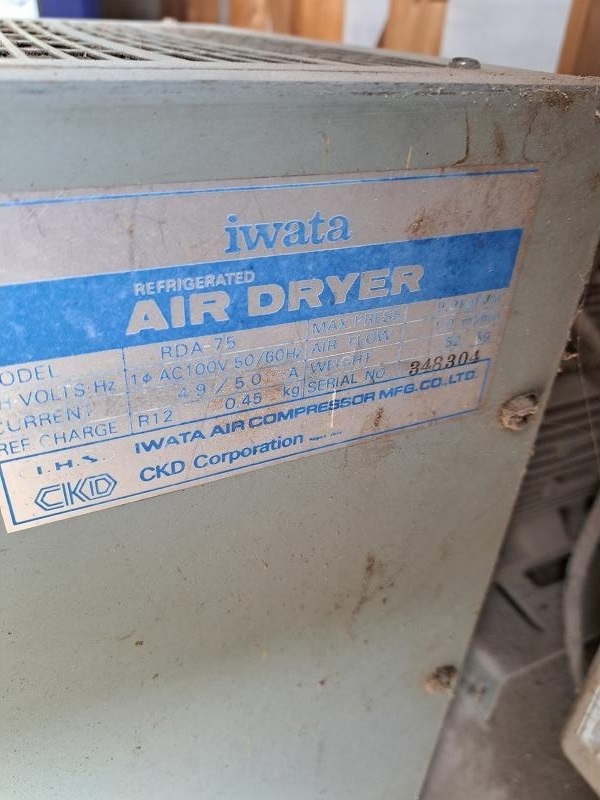 iwata
REFRIGERATED
AIR DRYER
ODEL RDA-75 MAX.PRESS
H VOLTS Hz 1Φ AC100V 50/60Hz AIR FLOW
CURRENT 4.9/5.0 A WEIGHT
REF CHARGE R12 0.45 kg SERIAL NO. 348304
I.H.S. IWATA AIR COMPRESSOR MFG.CO.,LTD.
CKD CKD Corporation